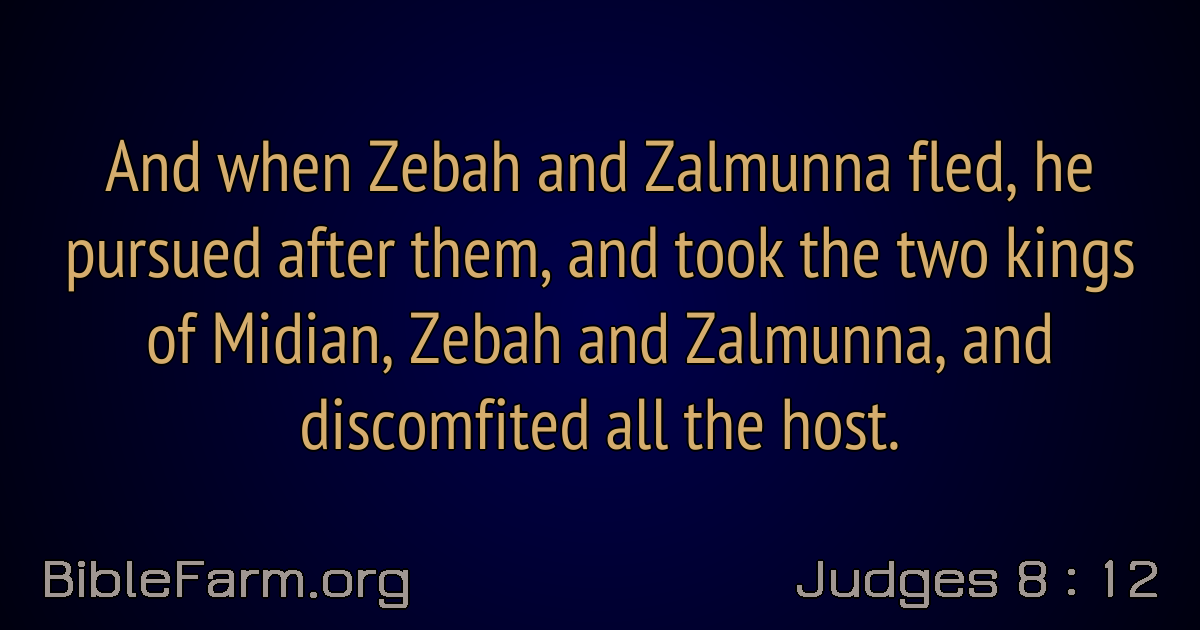 And when Zebah and Zalmunna fled, he
pursued after them, and took the two kings
of Midian, Zebah and Zalmunna, and
discomfited all the host.
BibleFarm.org
Judges 8 : 12